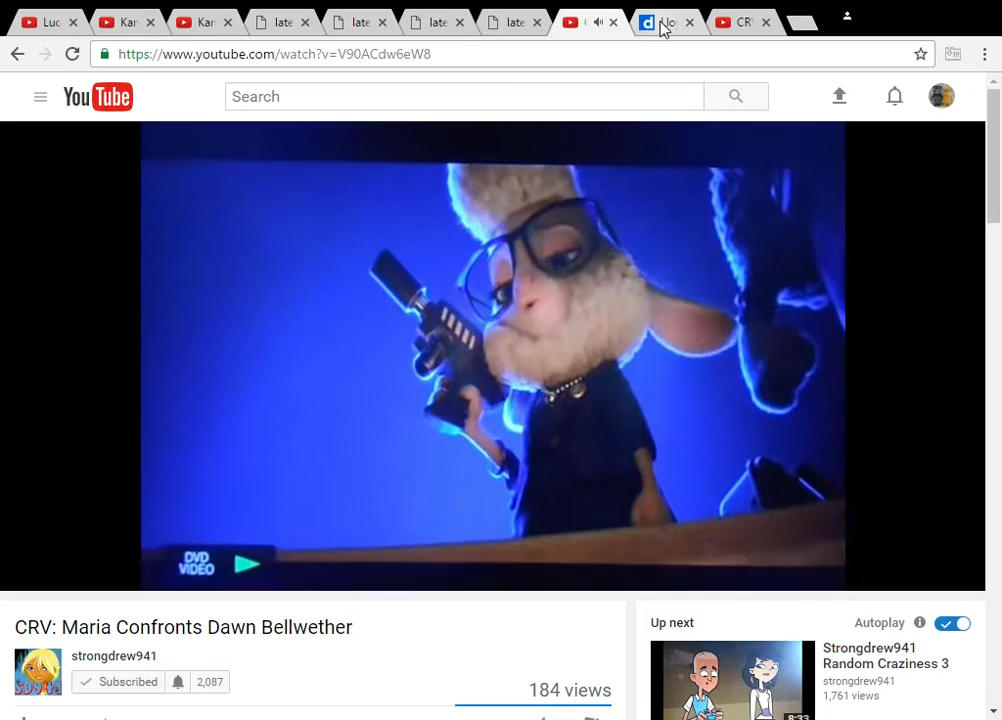 Luc
Kar
Kar
late
late
late
late
CR
https://www.youtube.com/watch?v=V90ACdw6eW8
YouTube
Search
DVD
VIDEO
CRV: Maria Confronts Dawn Bellwether
strongdrew941
Subscribed 2,087
184 views
Up next
Autoplay
Strongdrew941
Random Craziness 3
strongdrew941
1,761 views
8:33